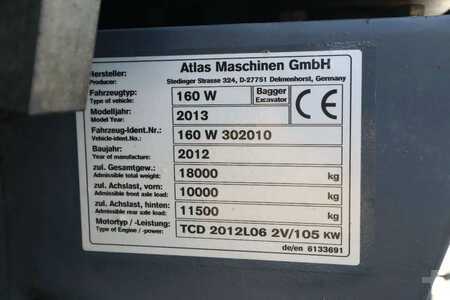 Hersteller: Atlas Maschinen GmbH
Producer: Stedinger Strasse 324, D-27751 Delmenhorst, Germany
Fahrzeugtyp: 160 W Bagger
Type of vehicle: Excavator CE
Modelljahr: 2013
Model Year:
Fahrzeug-Ident.Nr.: 160 W 302010
Vehicle-ident.No.:
Baujahr: 2012
Year of manufacture:
zul. Gesamtgew.: 18000 kg
Admissible total weight:
zul. Achslast, vorn: 10000 kg
Admissible front axle load:
zul. Achslast, hinten: 11500 kg
Admissible rear axle load:
Motortyp / -Leistung: TCD 2012L06 2V/105 KW
Type of Engine / -power:
de/en 6133691